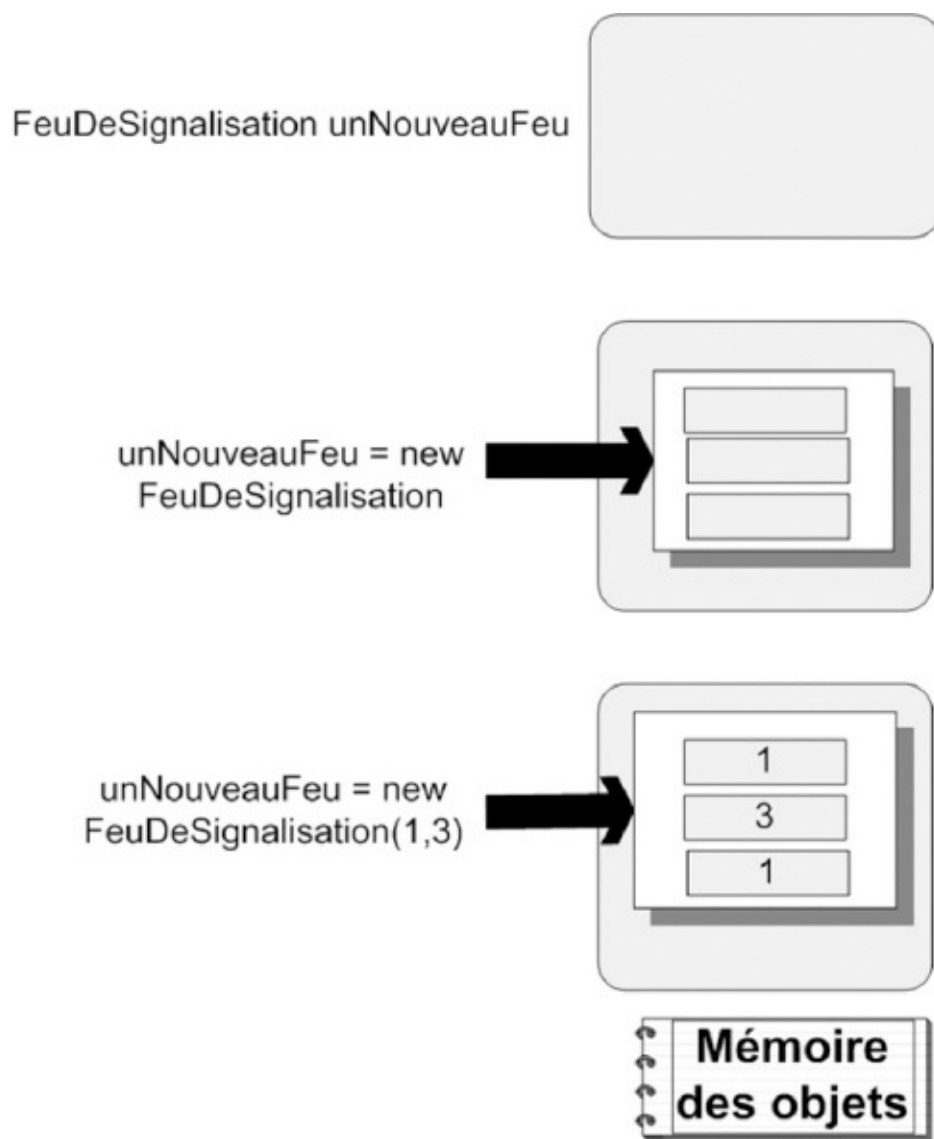 FeuDeSignalisation unNouveauFeu
unNouveauFeu = new
FeuDeSignalisation
unNouveauFeu = new
FeuDeSignalisation(1,3)
1
3
1
Mémoire
des objets